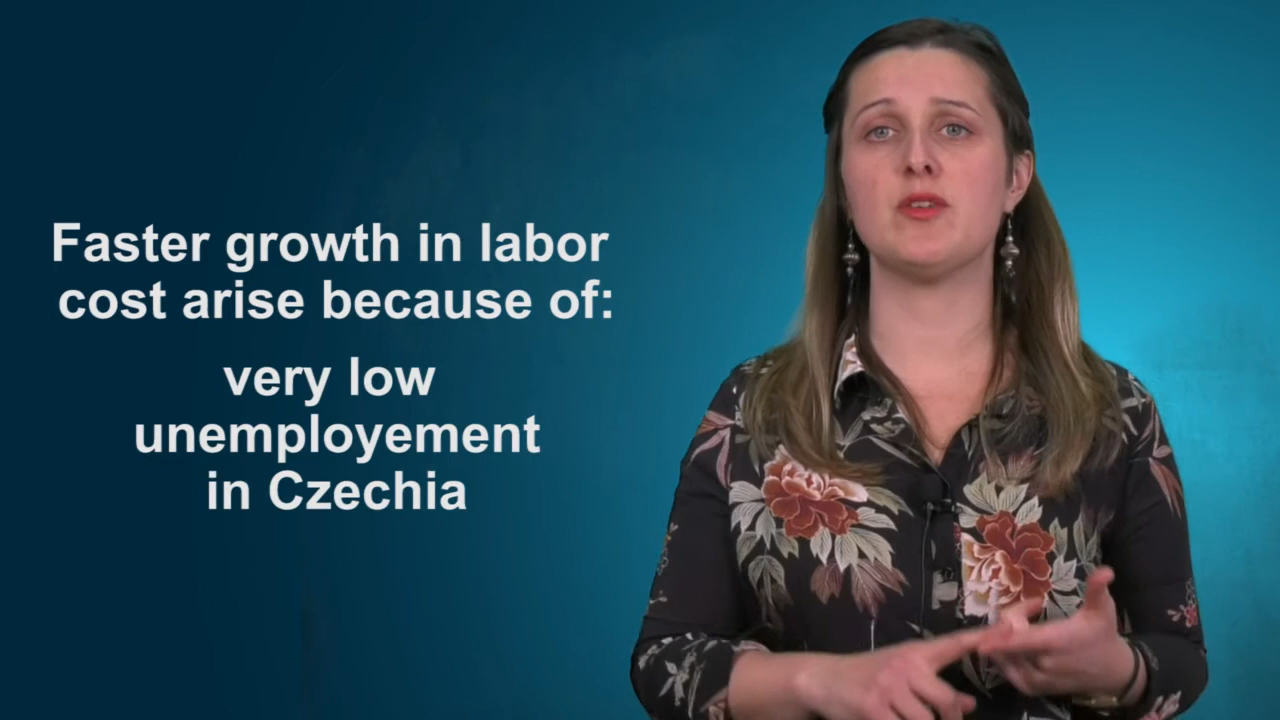 Faster growth in labor
cost arise because of:
very low
unemployement
in Czechia